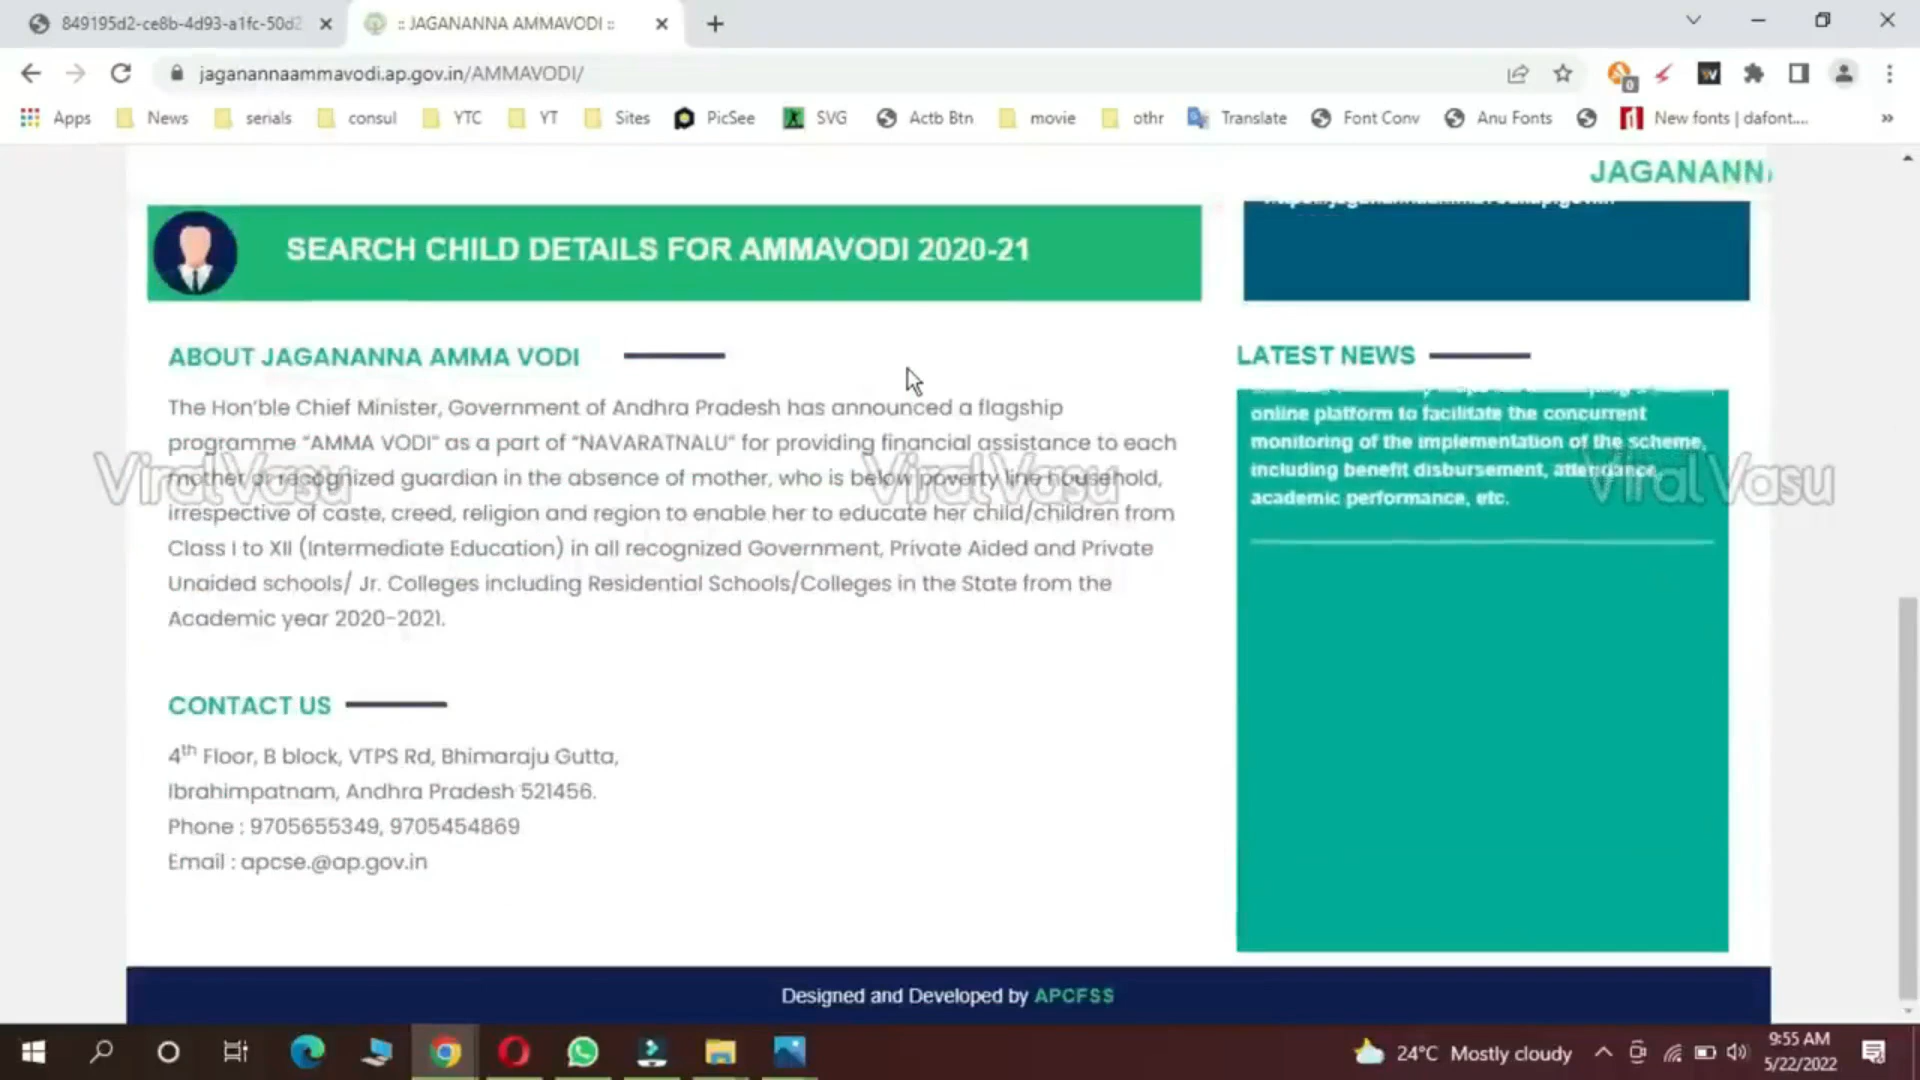 849195d2-ce8b-4d93-a1fc-50d2
:: JAGANANNA AMMAVODI ::
jaganannaammavodi.ap.gov.in/AMMAVODI/
0
Apps
News
serials
consul
YTC
YT
Sites
PicSee
SVG
Actb Btn
movie
othr
Translate
Font Conv
Anu Fonts
New fonts | dafont....
»
JAGANANNA
SEARCH CHILD DETAILS FOR AMMAVODI 2020-21
ABOUT JAGANANNA AMMA VODI
The Hon'ble Chief Minister, Government of Andhra Pradesh has announced a flagship
programme “AMMA VODI” as a part of “NAVARATNALU” for providing financial assistance to each
mother or recognized guardian in the absence of mother, who is below poverty line household,
irrespective of caste, creed, religion and region to enable her to educate her child/children from
Class I to XII (Intermediate Education) in all recognized Government, Private Aided and Private
Unaided schools/ Jr. Colleges including Residential Schools/Colleges in the State from the
Academic year 2020-2021.
LATEST NEWS
online platform to facilitate the concurrent
monitoring of the implementation of the scheme,
including benefit disbursement, attendance,
academic performance, etc.
Viral Vasu
Viral Vasu
Viral Vasu
CONTACT US
4th Floor, B block, VTPS Rd, Bhimaraju Gutta,
Ibrahimpatnam, Andhra Pradesh 521456.
Phone : 9705655349, 9705454869
Email : apcse.@ap.gov.in
Designed and Developed by APCFSS
24°C Mostly cloudy
9:55 AM
5/22/2022